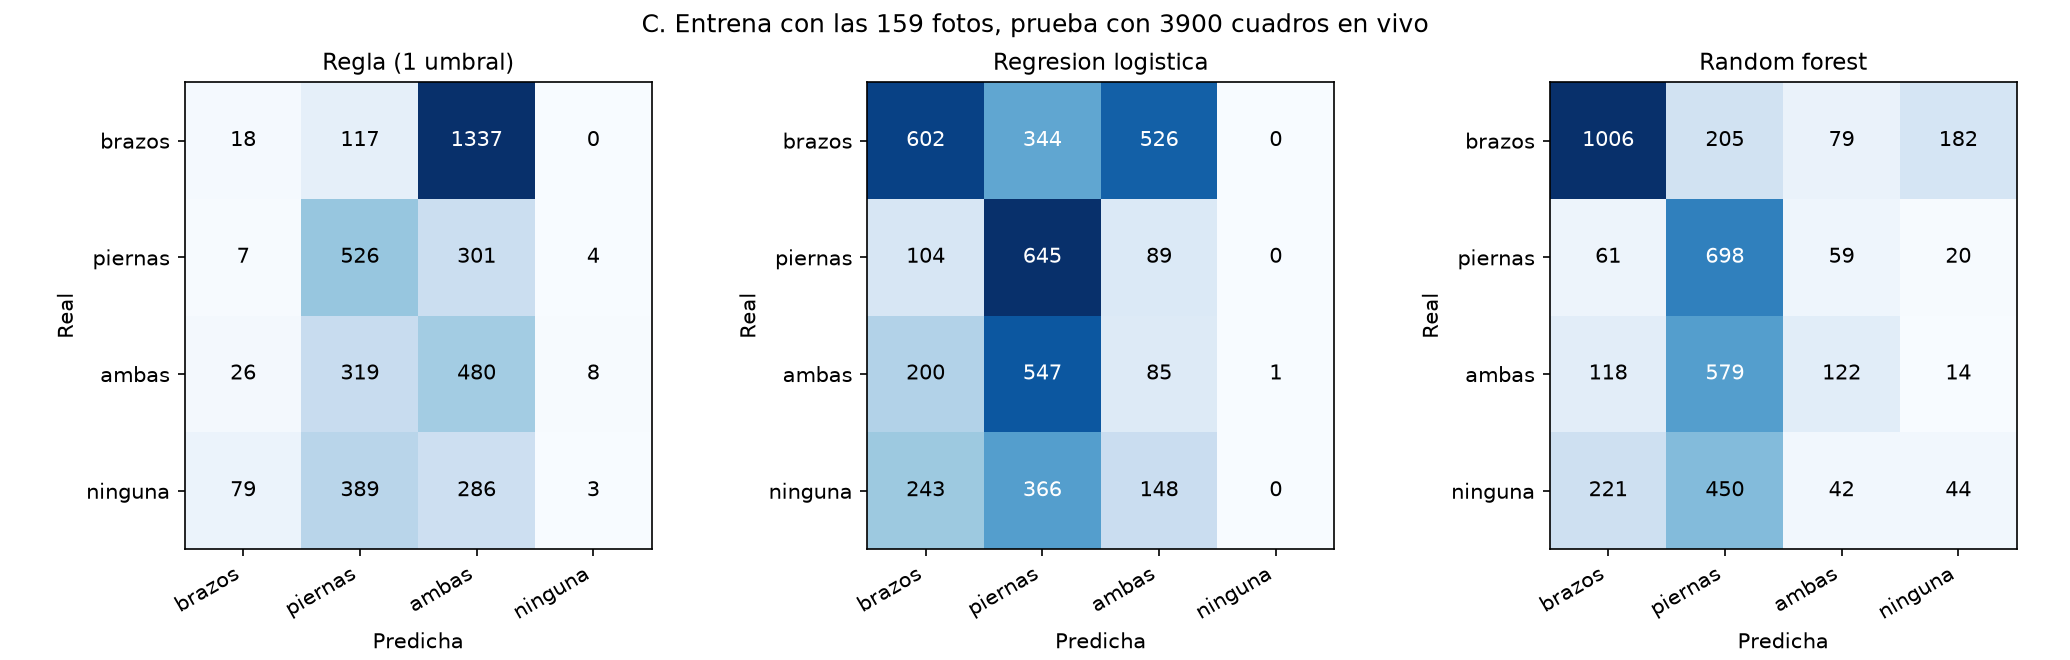 C. Entrena con las 159 fotos, prueba con 3900 cuadros en vivo
Regla (1 umbral)
Real
brazos 18 117 1337 0
piernas 7 526 301 4
ambas 26 319 480 8
ninguna 79 389 286 3
brazos piernas ambas ninguna
Predicha
Regresion logistica
Real
brazos 602 344 526 0
piernas 104 645 89 0
ambas 200 547 85 1
ninguna 243 366 148 0
brazos piernas ambas ninguna
Predicha
Random forest
Real
brazos 1006 205 79 182
piernas 61 698 59 20
ambas 118 579 122 14
ninguna 221 450 42 44
brazos piernas ambas ninguna
Predicha